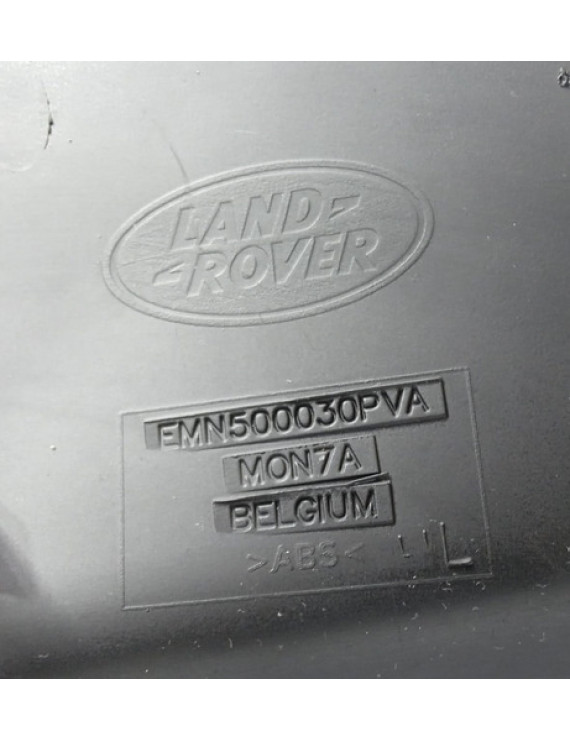 LAND
ROVER
EMN500030PVA
MON7A
BELGIUM
>ABS<